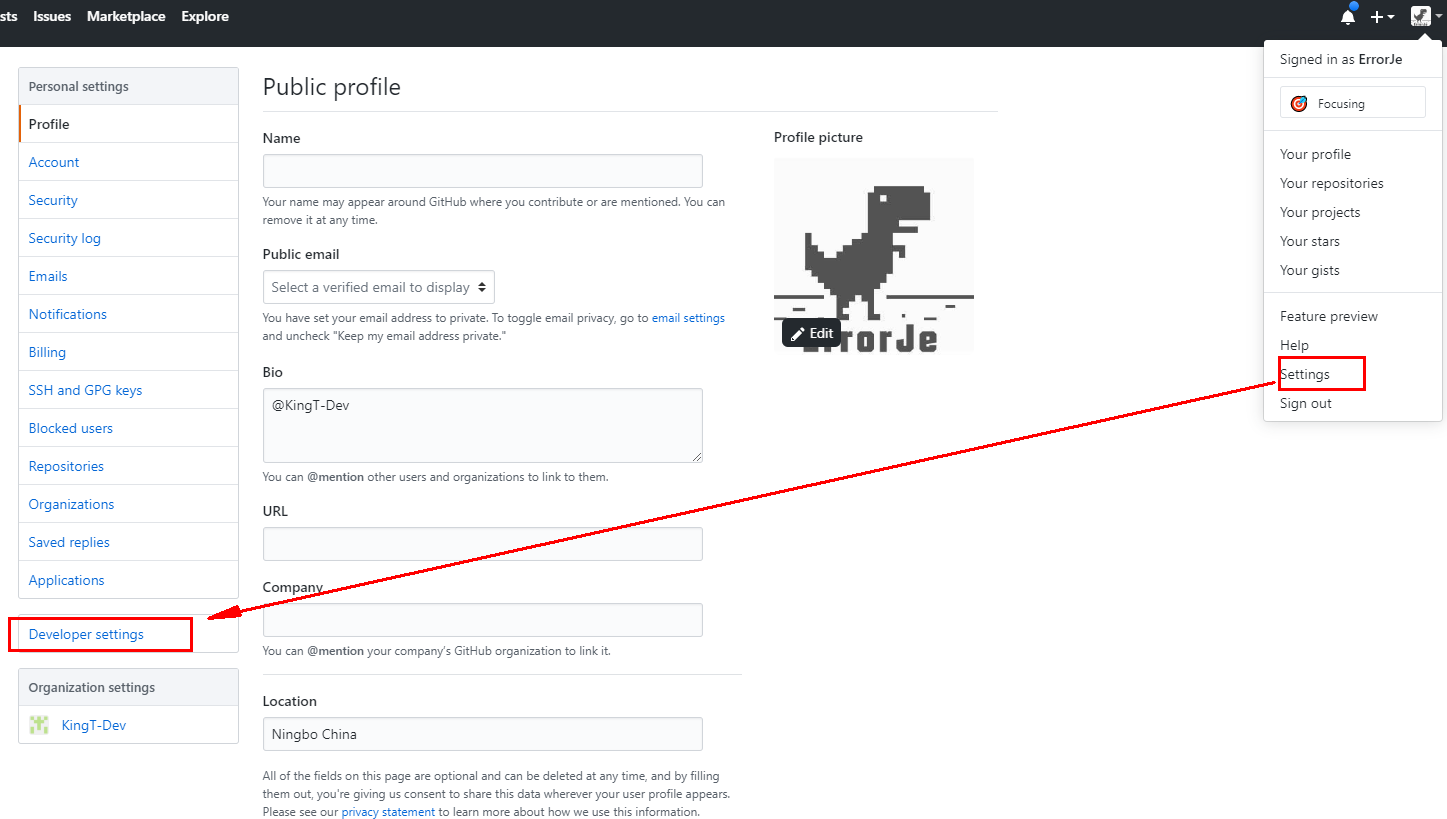 sts Issues Marketplace Explore
Signed in as ErrorJe
Focusing
Your profile
Your repositories
Your projects
Your stars
Your gists
Feature preview
Help
Settings
Sign out
Personal settings
Profile
Account
Security
Security log
Emails
Notifications
Billing
SSH and GPG keys
Blocked users
Repositories
Organizations
Saved replies
Applications
Developer settings
Organization settings
KingT-Dev
Public profile
Name
Your name may appear around GitHub where you contribute or are mentioned. You can
remove it at any time.
Public email
Select a verified email to display
You have set your email address to private. To toggle email privacy, go to email settings
and uncheck "Keep my email address private."
Bio
@KingT-Dev
You can @mention other users and organizations to link to them.
URL
Company
You can @mention your company's GitHub organization to link it.
Location
Ningbo China
All of the fields on this page are optional and can be deleted at any time, and by filling
them out, you're giving us consent to share this data wherever your user profile appears.
Please see our privacy statement to learn more about how we use this information.
Profile picture
Edit
ErrorJe